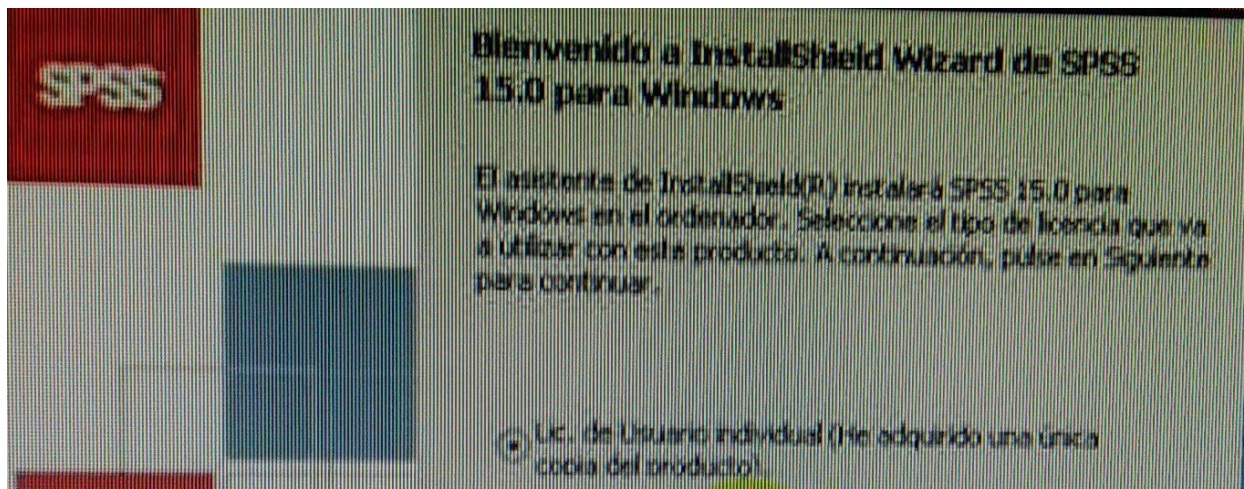 SPSS
Bienvenido a InstallShield Wizard de SPSS
15.0 para Windows
El asistente de InstallShield(R) instalará SPSS 15.0 para
Windows en el ordenador. Seleccione el tipo de licencia que va
a utilizar con este producto. A continuación, pulse en Siguiente
para continuar.
Lic. de Usuario individual (He adquirido una única
copia del producto).